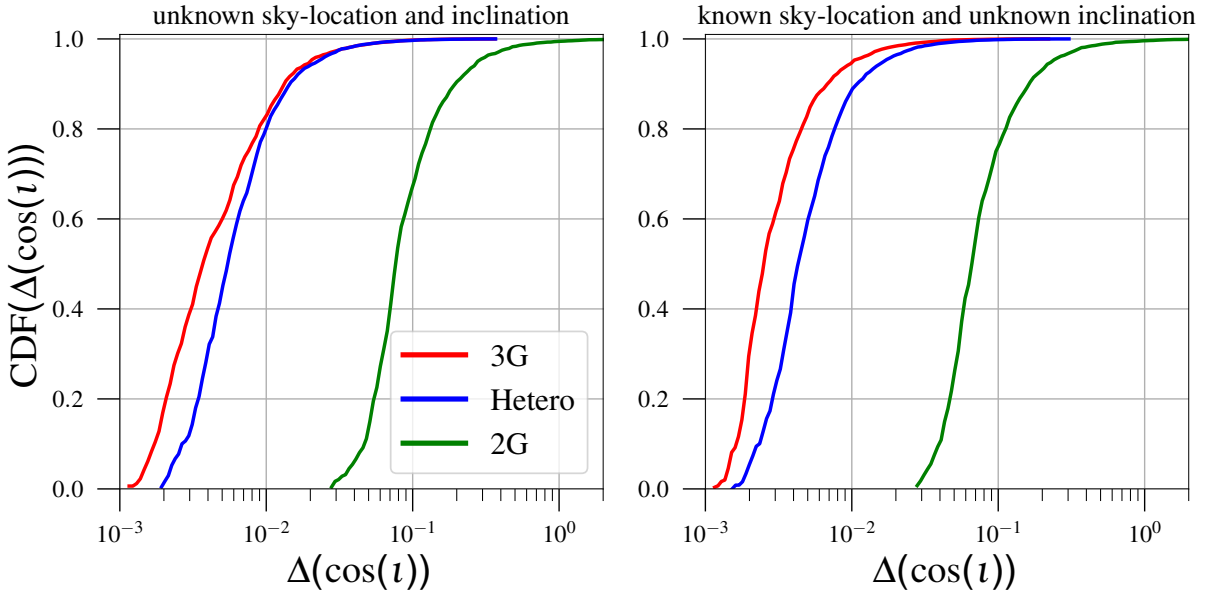 unknown sky-location and inclination
CDF(Δ(cos(ι)))
1.0
0.8
0.6
0.4
0.2
0.0
3G
Hetero
2G
10⁻³ 10⁻² 10⁻¹ 10⁰
Δ(cos(ι))
known sky-location and unknown inclination
1.0
0.8
0.6
0.4
0.2
0.0
10⁻³ 10⁻² 10⁻¹ 10⁰
Δ(cos(ι))